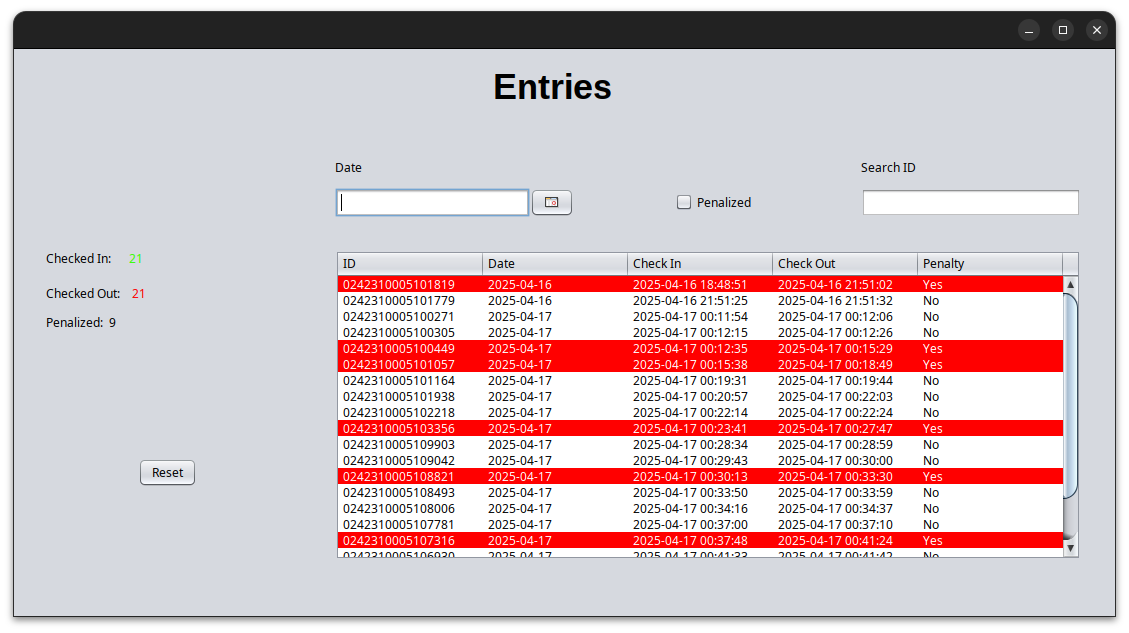 Entries
Date
Search ID
Penalized
Checked In: 21
Checked Out: 21
Penalized: 9
Reset
ID Date Check In Check Out Penalty
0242310005101819 2025-04-16 2025-04-16 18:48:51 2025-04-16 21:51:02 Yes
0242310005101779 2025-04-16 2025-04-16 21:51:25 2025-04-16 21:51:32 No
0242310005100271 2025-04-17 2025-04-17 00:11:54 2025-04-17 00:12:06 No
0242310005100305 2025-04-17 2025-04-17 00:12:15 2025-04-17 00:12:26 No
0242310005100449 2025-04-17 2025-04-17 00:12:35 2025-04-17 00:15:29 Yes
0242310005101057 2025-04-17 2025-04-17 00:15:38 2025-04-17 00:18:49 Yes
0242310005101164 2025-04-17 2025-04-17 00:19:31 2025-04-17 00:19:44 No
0242310005101938 2025-04-17 2025-04-17 00:20:57 2025-04-17 00:22:03 No
0242310005102218 2025-04-17 2025-04-17 00:22:14 2025-04-17 00:22:24 No
0242310005103356 2025-04-17 2025-04-17 00:23:41 2025-04-17 00:27:47 Yes
0242310005109903 2025-04-17 2025-04-17 00:28:34 2025-04-17 00:28:59 No
0242310005109042 2025-04-17 2025-04-17 00:29:43 2025-04-17 00:30:00 No
0242310005108821 2025-04-17 2025-04-17 00:30:13 2025-04-17 00:33:30 Yes
0242310005108493 2025-04-17 2025-04-17 00:33:50 2025-04-17 00:33:59 No
0242310005108006 2025-04-17 2025-04-17 00:34:16 2025-04-17 00:34:37 No
0242310005107781 2025-04-17 2025-04-17 00:37:00 2025-04-17 00:37:10 No
0242310005107316 2025-04-17 2025-04-17 00:37:48 2025-04-17 00:41:24 Yes
2025-04-17 No